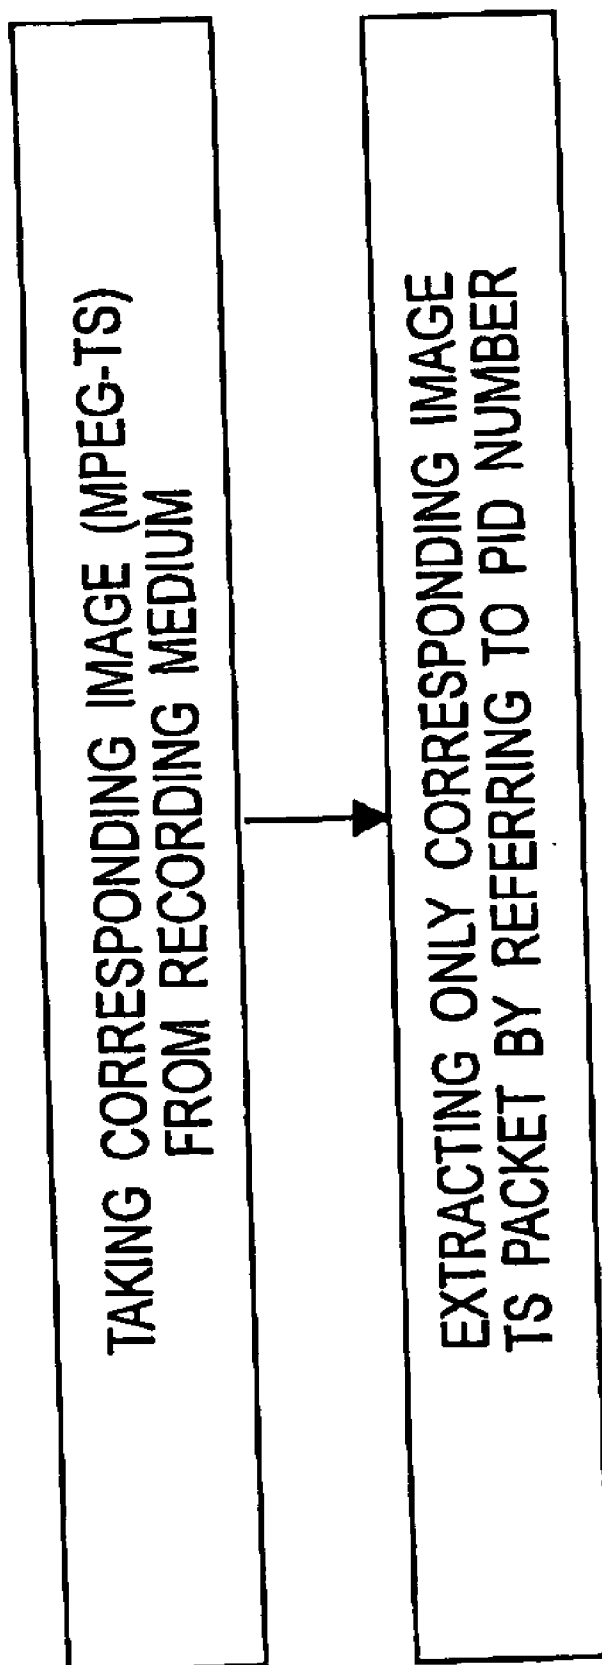 TAKING CORRESPONDING IMAGE (MPEG-TS)
FROM RECORDING MEDIUM
EXTRACTING ONLY CORRESPONDING IMAGE
TS PACKET BY REFERRING TO PID NUMBER